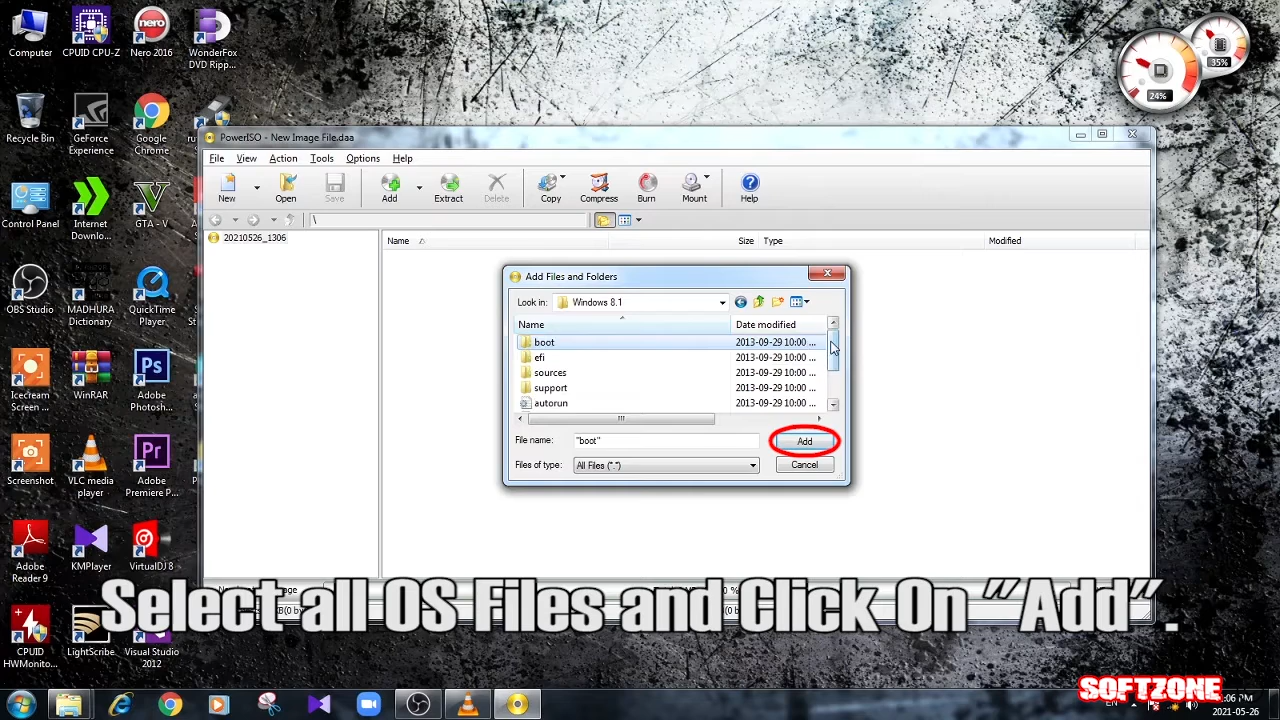 Computer
CPUID CPU-Z
Nero 2016
WonderFox
DVD Ripp...
35%
24%
Recycle Bin
GeForce
Experience
Google
Chrome
PowerISO - New Image File.daa
File
View
Action
Tools
Options
Help
New
Open
Save
Add
Extract
Delete
Copy
Compress
Burn
Mount
Help
Control Panel
Internet
Downlo...
GTA - V
\
20210526_1306
Name
Size
Type
Modified
Add Files and Folders
Look in:
Windows 8.1
Name
Date modified
boot
2013-09-29 10:00 ...
efi
2013-09-29 10:00 ...
sources
2013-09-29 10:00 ...
support
2013-09-29 10:00 ...
autorun
2013-09-29 10:00 ...
File name:
"boot"
Add
Files of type:
All Files (*.*)
Cancel
OBS Studio
MADHURA
Dictionary
QuickTime
Player
Icecream
Screen ...
WinRAR
Adobe
Photosh...
Screenshot
VLC media
player
Adobe
Premiere P...
Adobe
Reader 9
KMPlayer
VirtualDJ 8
Select all OS Files and Click On "Add".
CPUID
HWMonito...
LightScribe
Visual Studio
2012
SOFTZONE
EN
2021-05-26